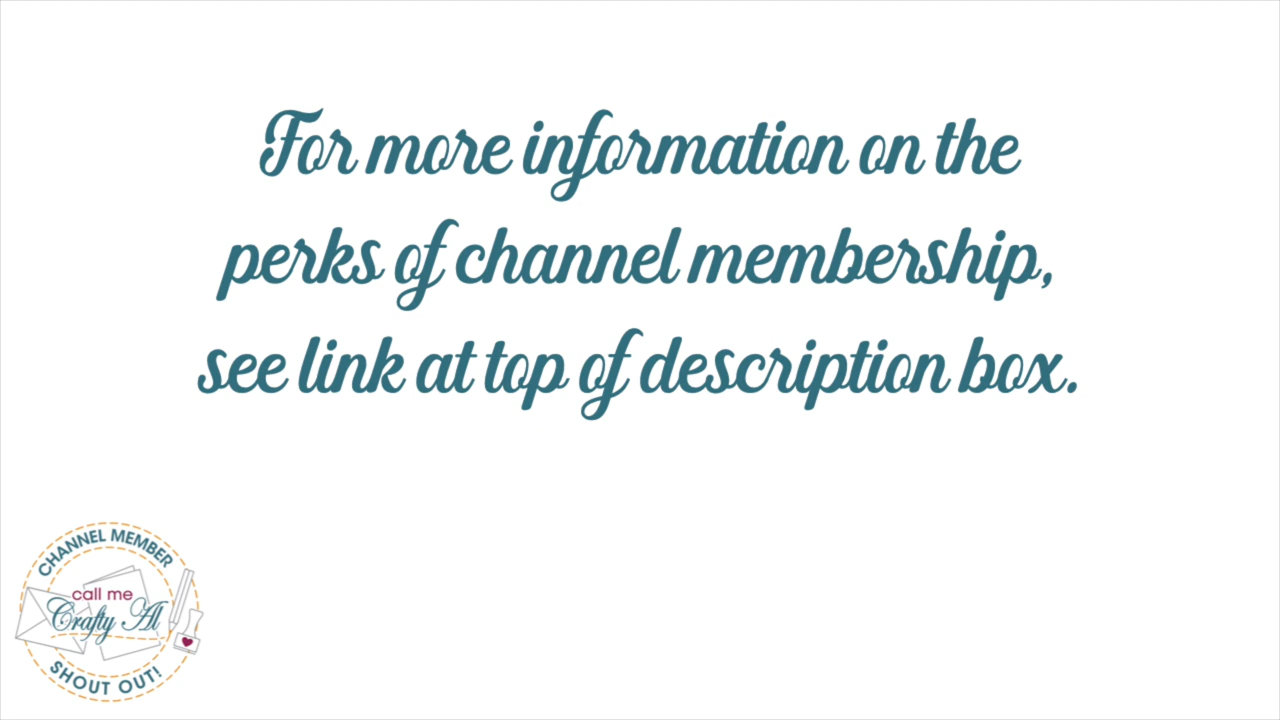 For more information on the
perks of channel membership,
see link at top of description box.
CHANNEL MEMBER
call me
Crafty Al
SHOUT OUT!